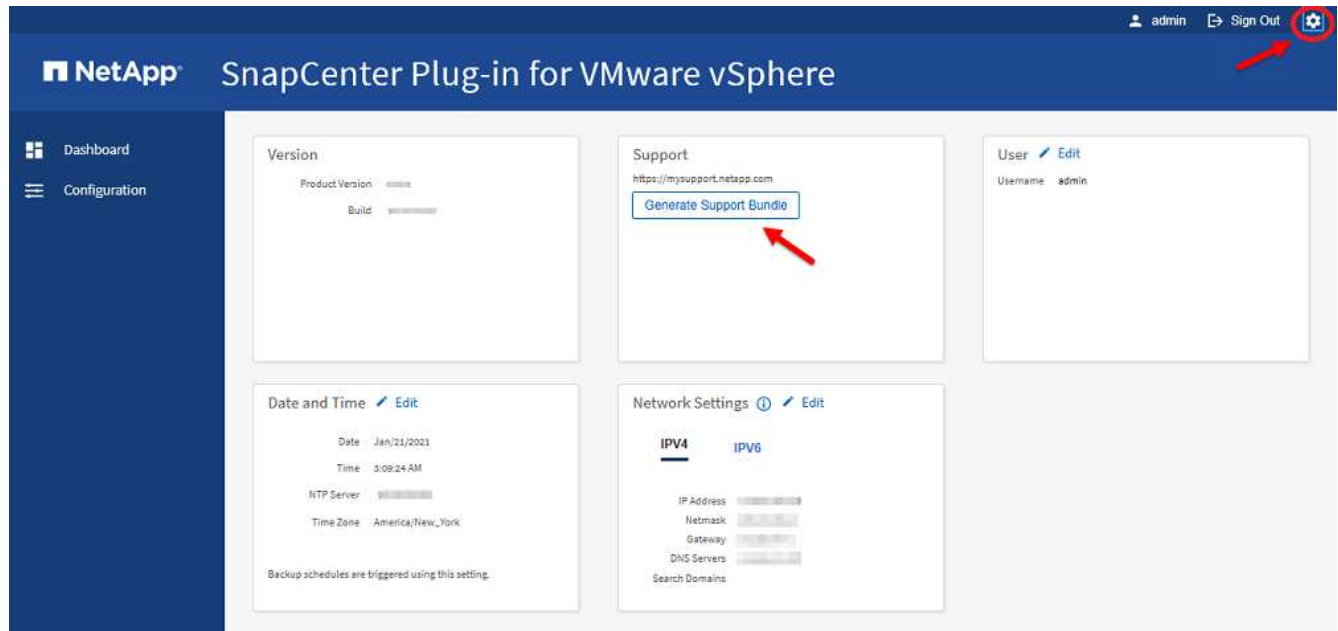 admin Sign Out
NetApp SnapCenter Plug-in for VMware vSphere
Dashboard
Configuration
Version
Product Version
Build
Support
https://mysupport.netapp.com
Generate Support Bundle
User Edit
Username admin
Date and Time Edit
Date Jan/21/2021
Time 3:09:24 AM
NTP Server
Time Zone America/New_York
Backup schedules are triggered using this setting.
Network Settings Edit
IPV4 IPV6
IP Address
Netmask
Gateway
DNS Servers
Search Domains